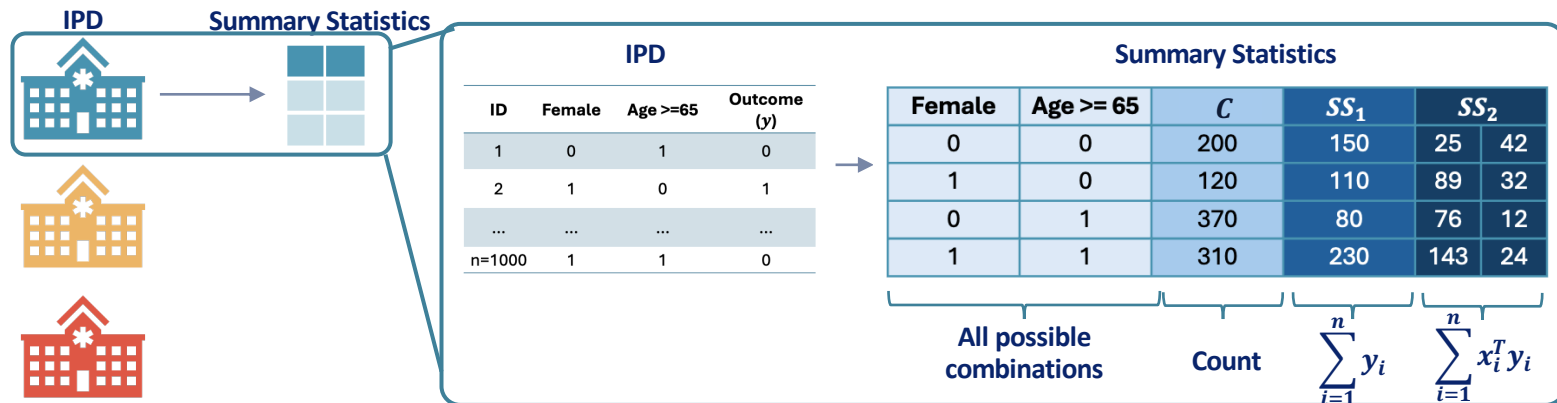 IPD
Summary Statistics
IPD
ID Female Age >=65 Outcome (y)
1 0 1 0
2 1 0 1
... ... ... ...
n=1000 1 1 0
Summary Statistics
Female Age >= 65 C SS₁ SS₂
0 0 200 150 25 42
1 0 120 110 89 32
0 1 370 80 76 12
1 1 310 230 143 24
All possible
combinations
Count
∑ⁿᵢ₌₁ yᵢ
∑ⁿᵢ₌₁ xᵢᵀyᵢ